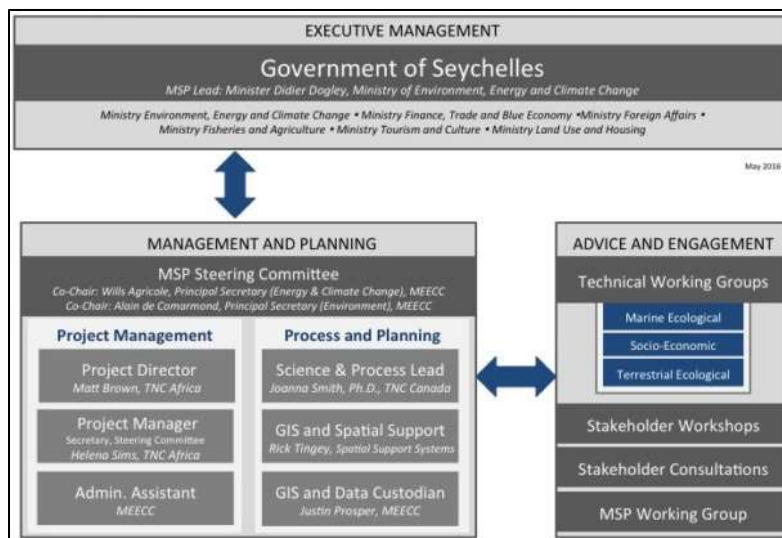 EXECUTIVE MANAGEMENT
Government of Seychelles
MSP Lead: Minister Didier Dogley, Ministry of Environment, Energy and Climate Change
Ministry Environment, Energy and Climate Change • Ministry Finance, Trade and Blue Economy •Ministry Foreign Affairs •
Ministry Fisheries and Agriculture • Ministry Tourism and Culture • Ministry Land Use and Housing
May 2016
MANAGEMENT AND PLANNING
MSP Steering Committee
Co-Chair: Wills Agricole, Principal Secretary (Energy & Climate Change), MEECC
Co-Chair: Alain de Comarmond, Principal Secretary (Environment), MEECC
Project Management
Project Director
Matt Brown, TNC Africa
Project Manager
Secretary, Steering Committee
Helena Sims, TNC Africa
Admin. Assistant
MEECC
Process and Planning
Science & Process Lead
Joanna Smith, Ph.D., TNC Canada
GIS and Spatial Support
Rick Tingey, Spatial Support Systems
GIS and Data Custodian
Justin Prosper, MEECC
ADVICE AND ENGAGEMENT
Technical Working Groups
Marine Ecological
Socio-Economic
Terrestrial Ecological
Stakeholder Workshops
Stakeholder Consultations
MSP Working Group